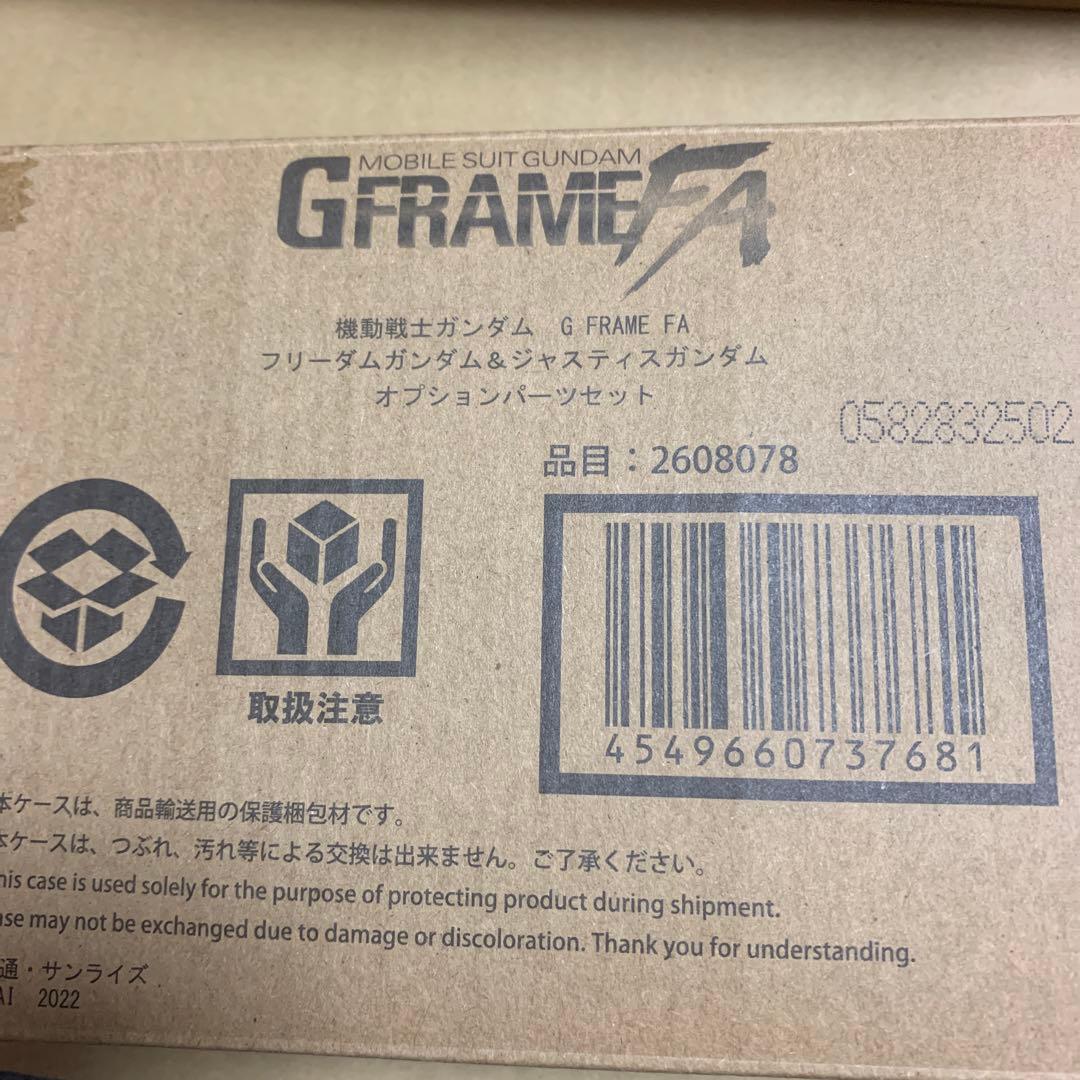 MOBILE SUIT GUNDAM
GFRAMEFA
機動戦士ガンダム G FRAME FA
フリーダムガンダム＆ジャスティスガンダム
オプションパーツセット
0582832502
品目：2608078
取扱注意
4549660737681
本ケースは、商品輸送用の保護梱包材です。
本ケースは、つぶれ、汚れ等による交換は出来ません。ご了承ください。
his case is used solely for the purpose of protecting product during shipment.
ase may not be exchanged due to damage or discoloration. Thank you for understanding.
通・サンライズ
AI 2022